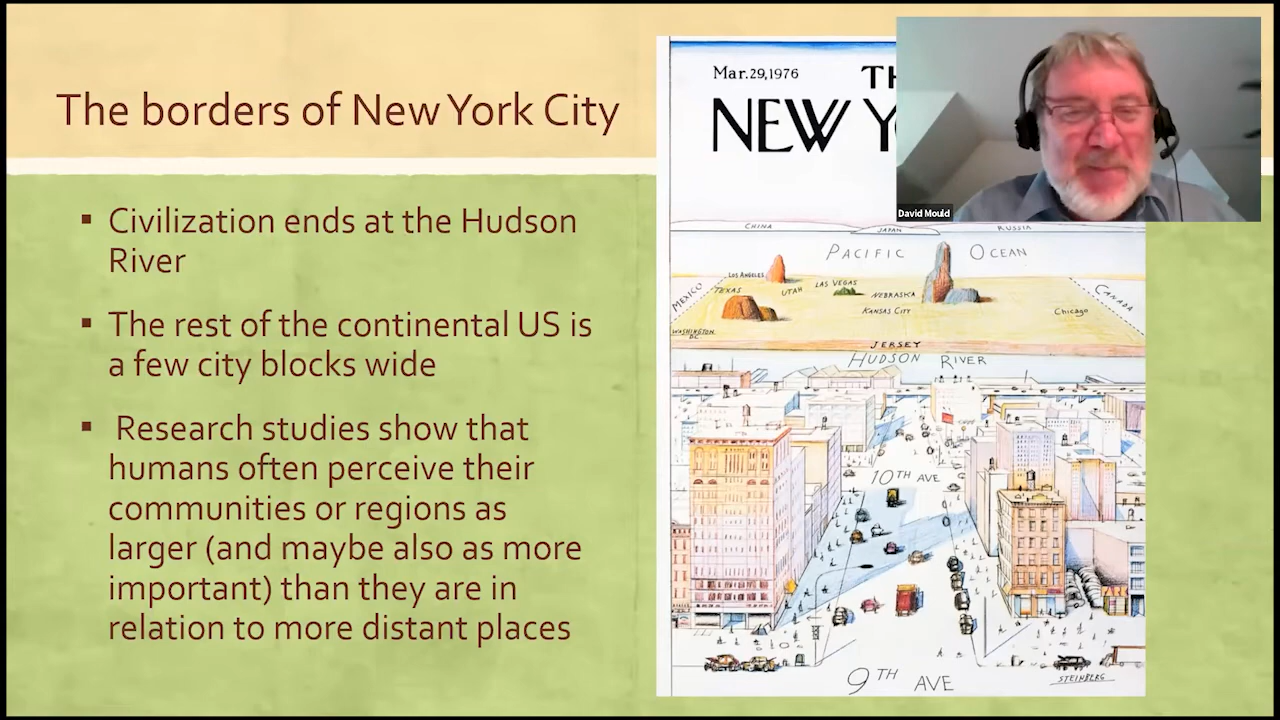 The borders of New York City
▪ Civilization ends at the Hudson
River
▪ The rest of the continental US is
a few city blocks wide
▪ Research studies show that
humans often perceive their
communities or regions as
larger (and maybe also as more
important) than they are in
relation to more distant places
Mar. 29, 1976
TH
NEW Y
David Mould
CHINA
JAPAN
RUSSIA
PACIFIC OCEAN
LOS ANGELES
MEXICO
TEXAS
UTAH
LAS VEGAS
NEBRASKA
CANADA
KANSAS CITY
Chicago
WASHINGTON
DC
JERSEY
HUDSON RIVER
10TH AVE
9TH AVE
STEINBERG